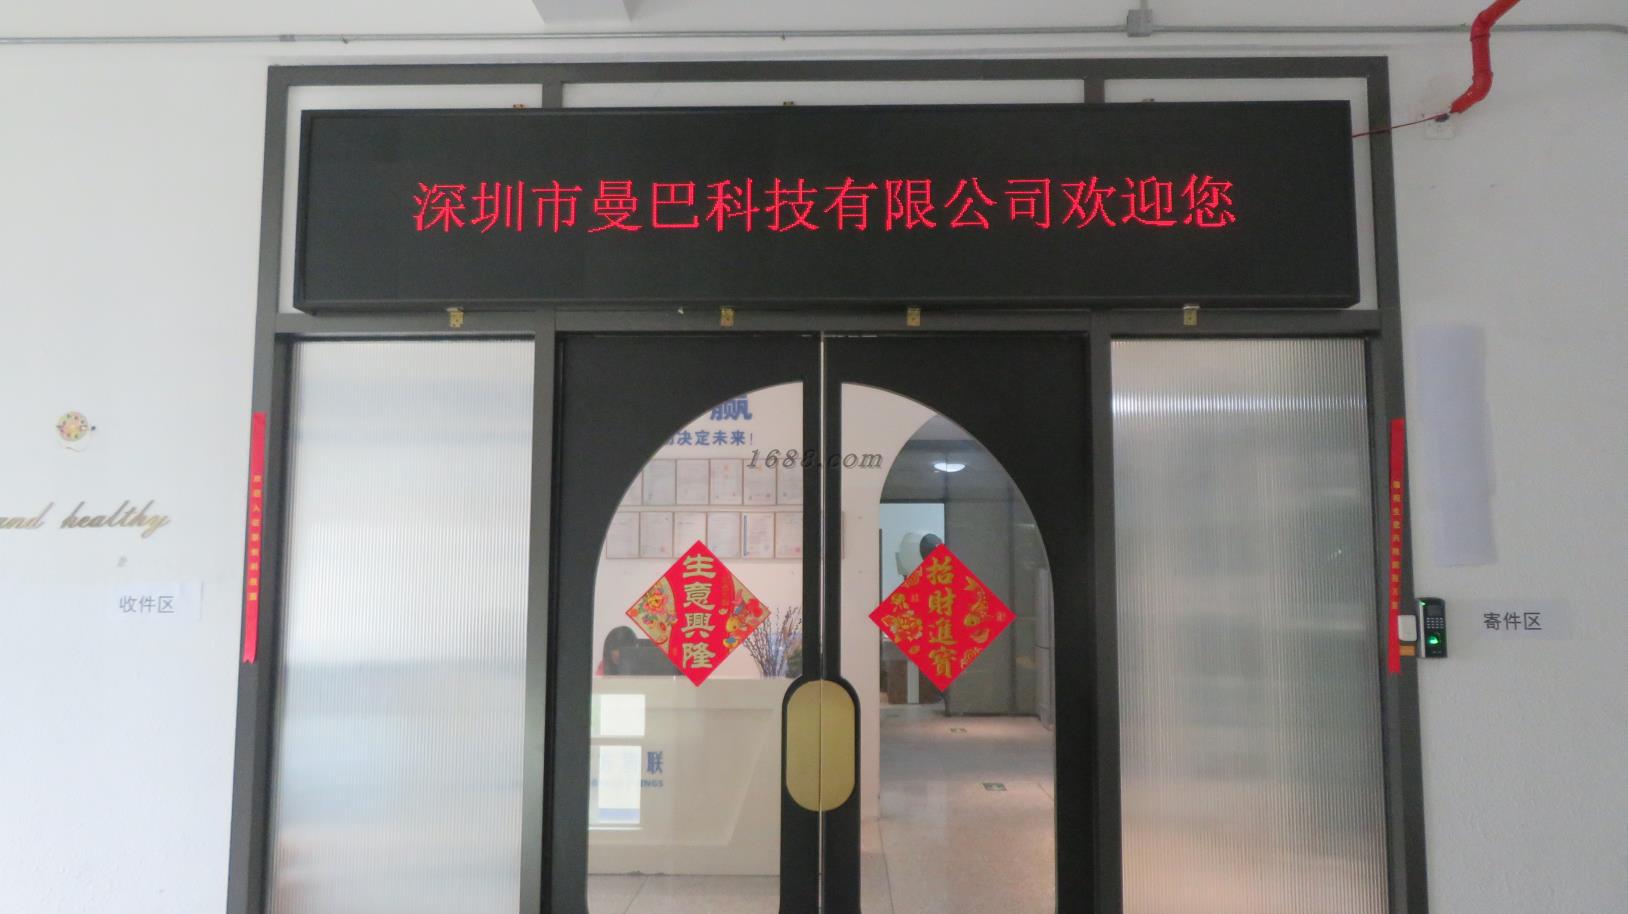 深圳市曼巴科技有限公司欢迎您
赢
决定未来!
1688.com
and healthy
生意興隆
招財進寶
收件区
寄件区
联